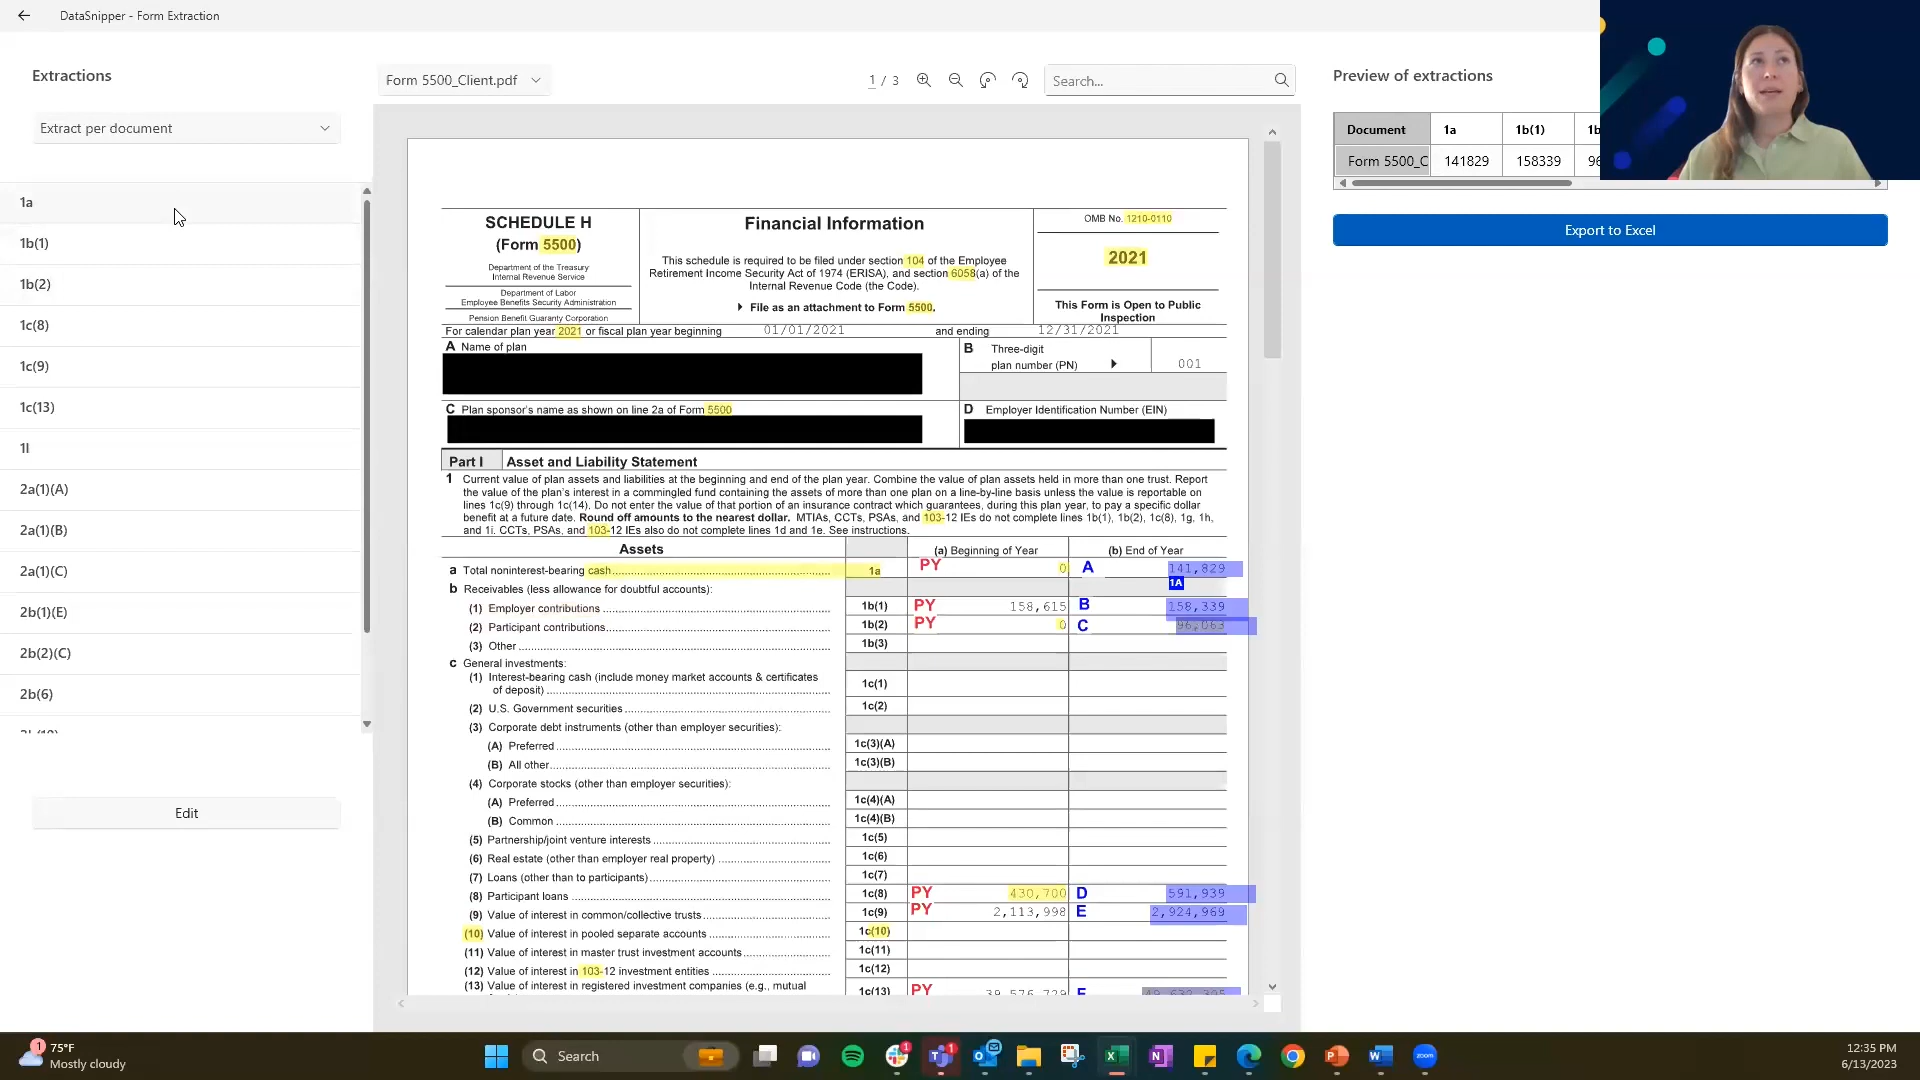 DataSnipper - Form Extraction
Extractions
Extract per document
1a
1b(1)
1b(2)
1c(8)
1c(9)
1c(13)
1l
2a(1)(A)
2a(1)(B)
2a(1)(C)
2b(1)(E)
2b(2)(C)
2b(6)
Edit
Form 5500_Client.pdf
1 / 3
Search...
SCHEDULE H
(Form 5500)
Department of the Treasury
Internal Revenue Service
Department of Labor
Employee Benefits Security Administration
Pension Benefit Guaranty Corporation
Financial Information
This schedule is required to be filed under section 104 of the Employee
Retirement Income Security Act of 1974 (ERISA), and section 6058(a) of the
Internal Revenue Code (the Code).
File as an attachment to Form 5500.
OMB No. 1210-0110
2021
This Form is Open to Public
Inspection
For calendar plan year 2021 or fiscal plan year beginning 01/01/2021 and ending 12/31/2021
A Name of plan
B Three-digit
plan number (PN) 001
C Plan sponsor's name as shown on line 2a of Form 5500
D Employer Identification Number (EIN)
Part I Asset and Liability Statement
1 Current value of plan assets and liabilities at the beginning and end of the plan year. Combine the value of plan assets held in more than one trust. Report
the value of the plan's interest in a commingled fund containing the assets of more than one plan on a line-by-line basis unless the value is reportable on
lines 1c(9) through 1c(14). Do not enter the value of that portion of an insurance contract which guarantees, during this plan year, to pay a specific dollar
benefit at a future date. Round off amounts to the nearest dollar. MTIAs, CCTs, PSAs, and 103-12 IEs do not complete lines 1b(1), 1b(2), 1c(8), 1g, 1h,
and 1i. CCTs, PSAs, and 103-12 IEs also do not complete lines 1d and 1e. See instructions.
Assets (a) Beginning of Year (b) End of Year
a Total noninterest-bearing cash 1a PY 0 A 141,829
1A
b Receivables (less allowance for doubtful accounts):
(1) Employer contributions 1b(1) PY 158,615 B 158,339
(2) Participant contributions 1b(2) PY 0 C 96,063
(3) Other 1b(3)
c General investments:
(1) Interest-bearing cash (include money market accounts & certificates
of deposit) 1c(1)
(2) U.S. Government securities 1c(2)
(3) Corporate debt instruments (other than employer securities):
(A) Preferred 1c(3)(A)
(B) All other 1c(3)(B)
(4) Corporate stocks (other than employer securities):
(A) Preferred 1c(4)(A)
(B) Common 1c(4)(B)
(5) Partnership/joint venture interests 1c(5)
(6) Real estate (other than employer real property) 1c(6)
(7) Loans (other than to participants) 1c(7)
(8) Participant loans 1c(8) PY 430,700 D 591,939
(9) Value of interest in common/collective trusts 1c(9) PY 2,113,998 E 2,924,969
(10) Value of interest in pooled separate accounts 1c(10)
(11) Value of interest in master trust investment accounts 1c(11)
(12) Value of interest in 103-12 investment entities 1c(12)
(13) Value of interest in registered investment companies (e.g., mutual 1c(13) PY
Preview of extractions
Document 1a 1b(1) 1b
Form 5500_C 141829 158339 96
Export to Excel
1
75°F
Mostly cloudy
Search
1
1
zoom
12:35 PM
6/13/2023